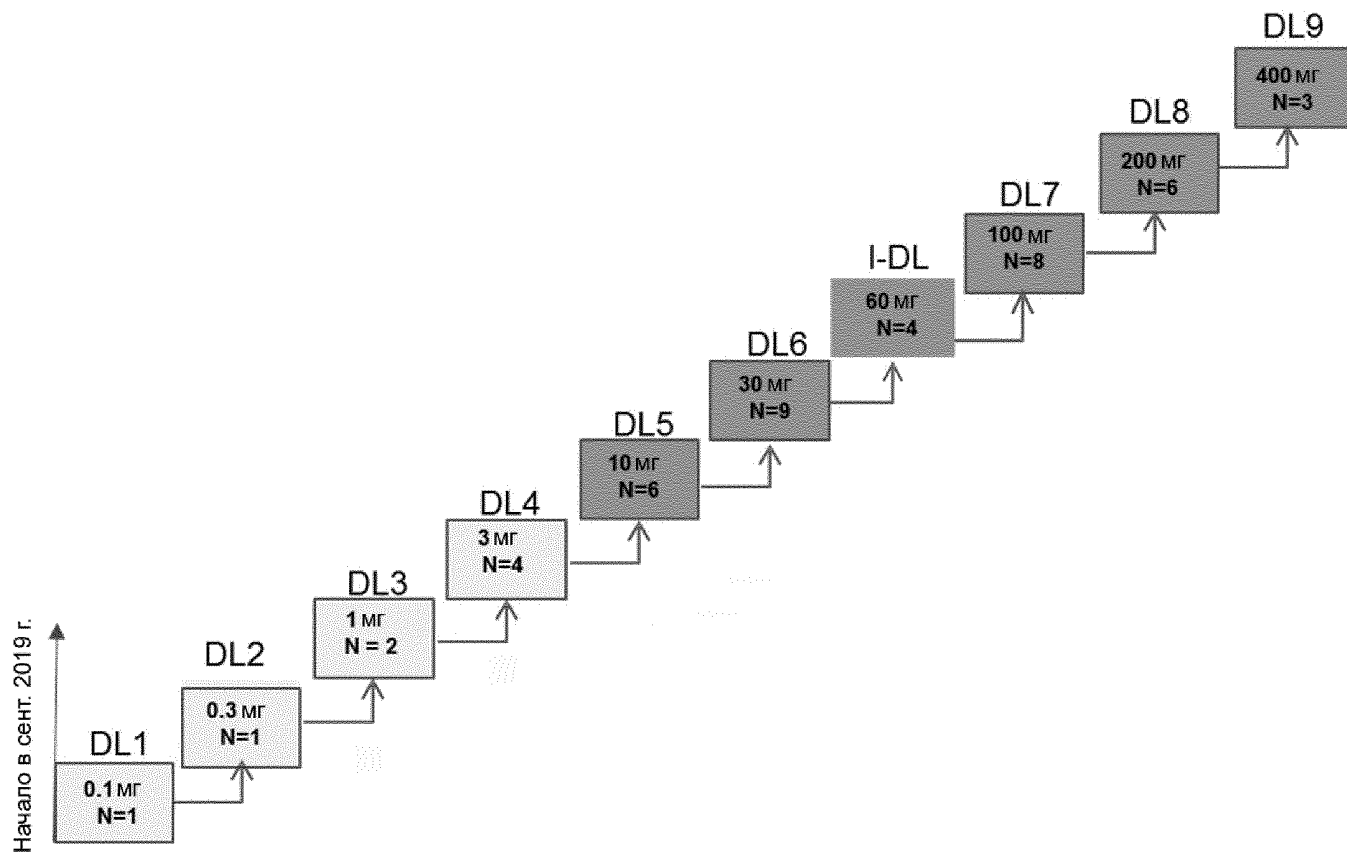 DL9
400 мг
N=3
DL8
200 мг
N=6
DL7
100 мг
N=8
I-DL
60 мг
N=4
DL6
30 мг
N=9
DL5
10 мг
N=6
DL4
3 мг
N=4
DL3
1 мг
N = 2
DL2
0.3 мг
N=1
DL1
0.1 мг
N=1
Начало в сент. 2019 г.